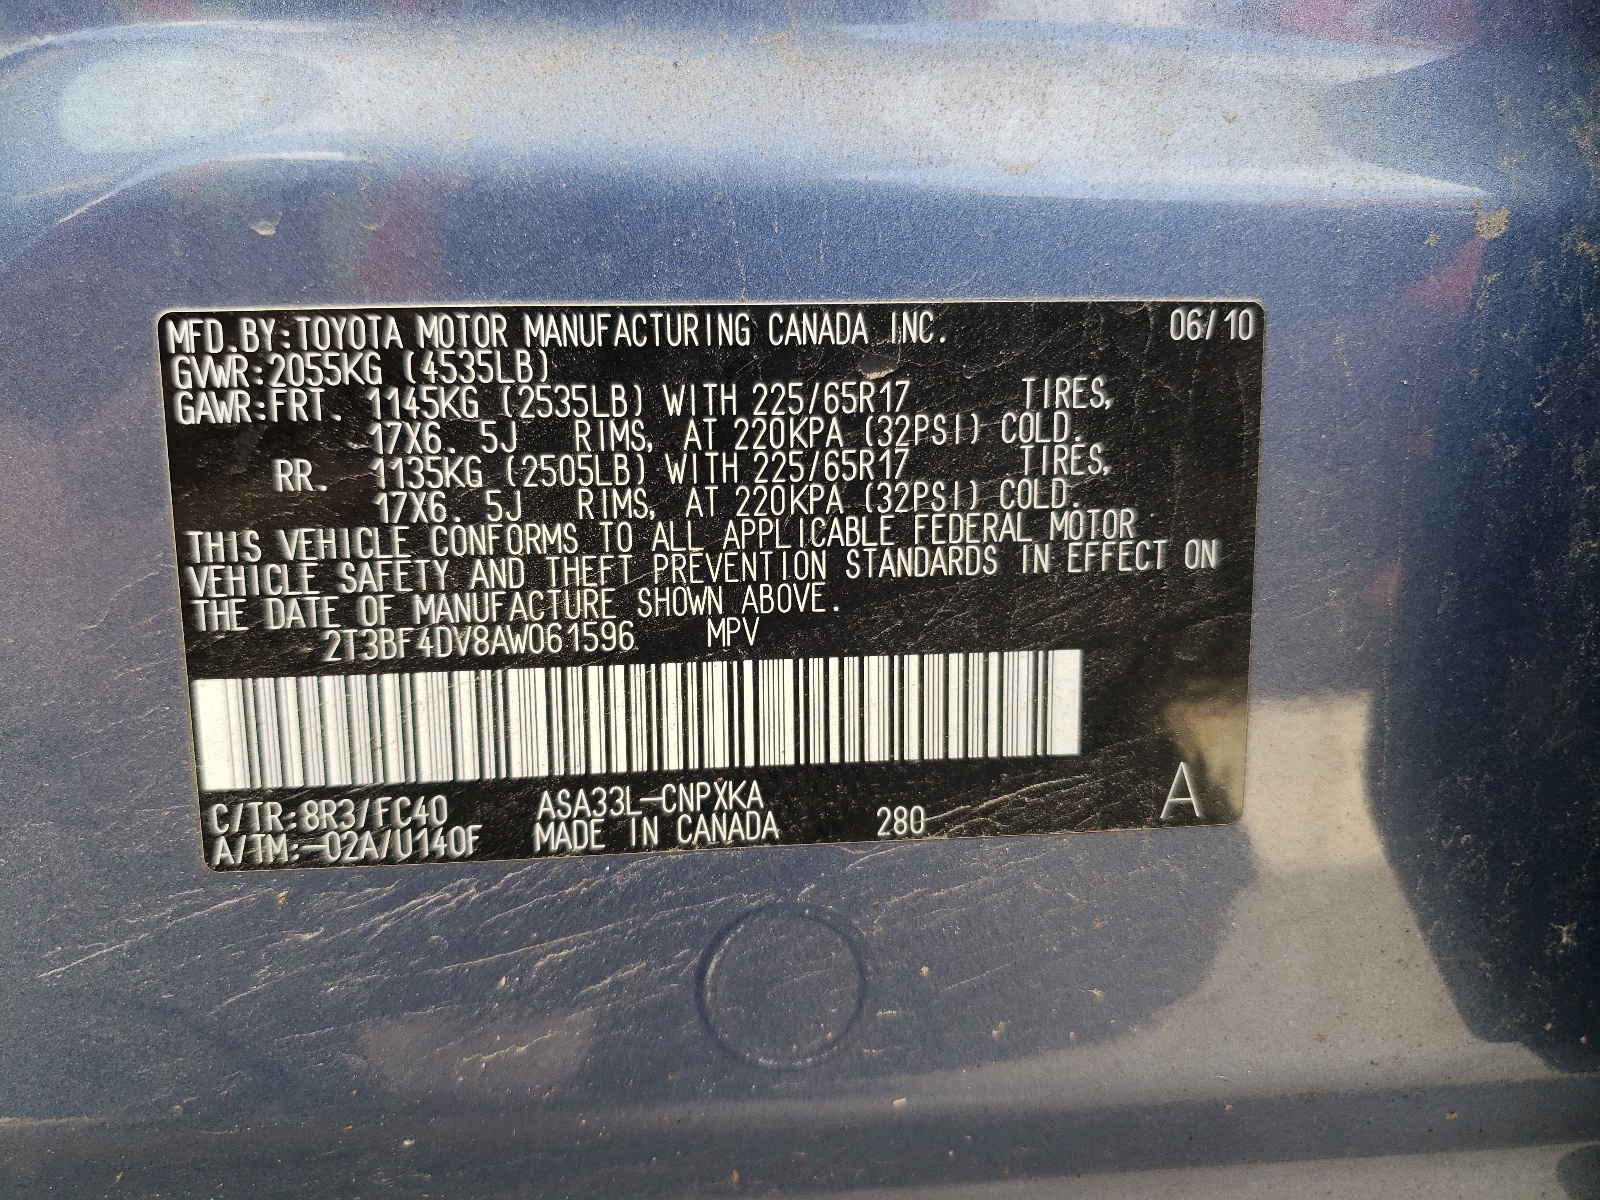 MFD.BY:TOYOTA MOTOR MANUFACTURING CANADA INC. 06/10
GVWR:2055KG (4535LB)
GAWR:FRT. 1145KG (2535LB) WITH 225/65R17 TIRES,
17X6. 5J RIMS, AT 220KPA (32PSI) COLD.
RR. 1135KG (2505LB) WITH 225/65R17 TIRES,
17X6. 5J RIMS, AT 220KPA (32PSI) COLD.
THIS VEHICLE CONFORMS TO ALL APPLICABLE FEDERAL MOTOR
VEHICLE SAFETY AND THEFT PREVENTION STANDARDS IN EFFECT ON
THE DATE OF MANUFACTURE SHOWN ABOVE.
2T3BF4DV8AW061596 MPV
C/TR:8R3/FC40 ASA33L-CNPXKA
A/TM:-02A/U140F MADE IN CANADA 280 A